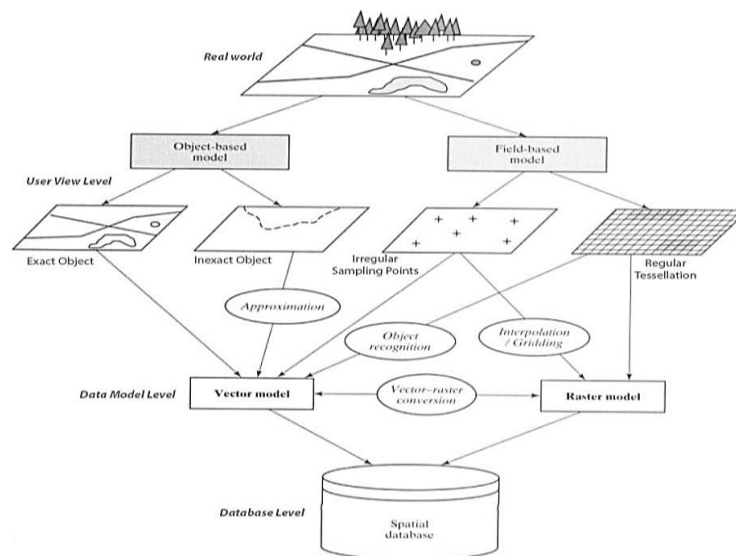 Real world
Object-based
model
Field-based
model
User View Level
Exact Object
Inexact Object
Irregular
Sampling Points
Regular
Tessellation
Approximation
Object
recognition
Interpolation
/ Gridding
Data Model Level
Vector model
Vector–raster
conversion
Raster model
Database Level
Spatial
database